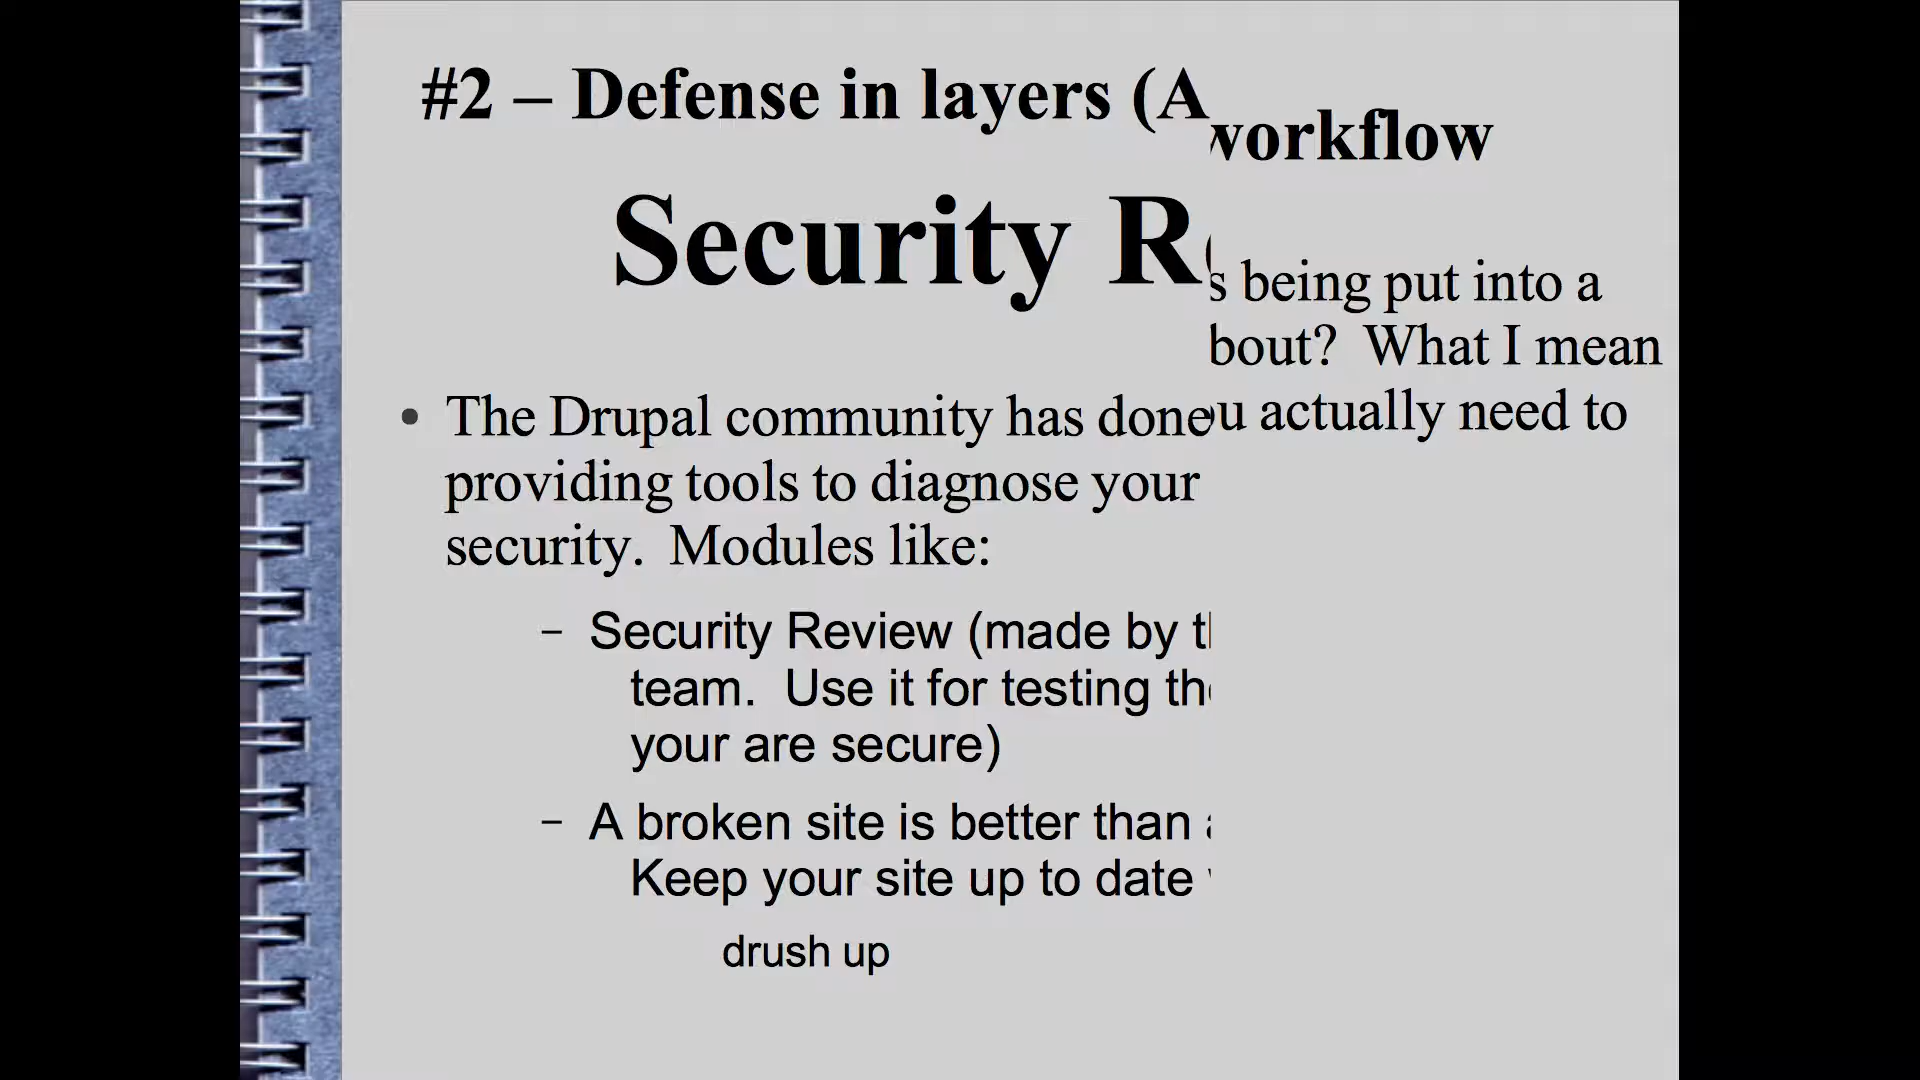 #2 – Defense in layers (A
workflow
Security R
being put into a
What I mean
The Drupal community has done
actually need to
providing tools to diagnose your
security. Modules like:
– Security Review (made by
team. Use it for testing
your are secure)
– A broken site is better than
Keep your site up to date
drush up